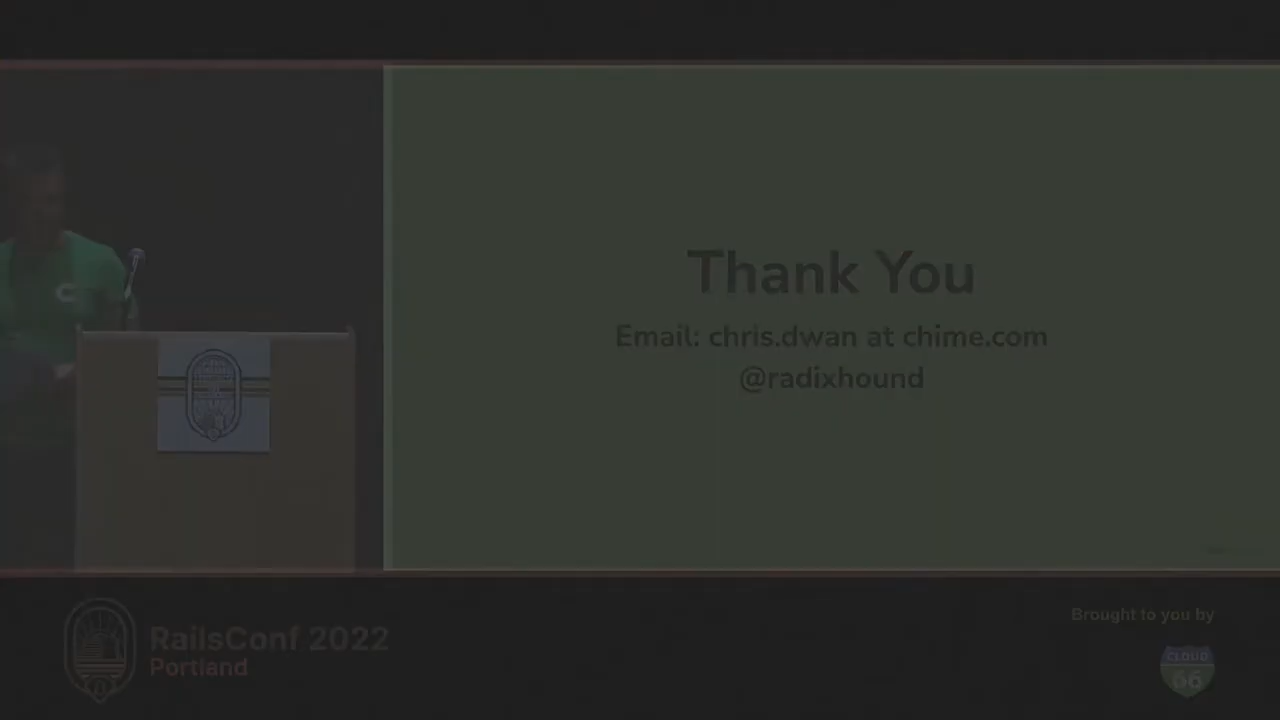 Thank You
Email: chris.dwan at chime.com
@radixhound
RailsConf 2022
Portland
Brought to you by
CLOUD
66